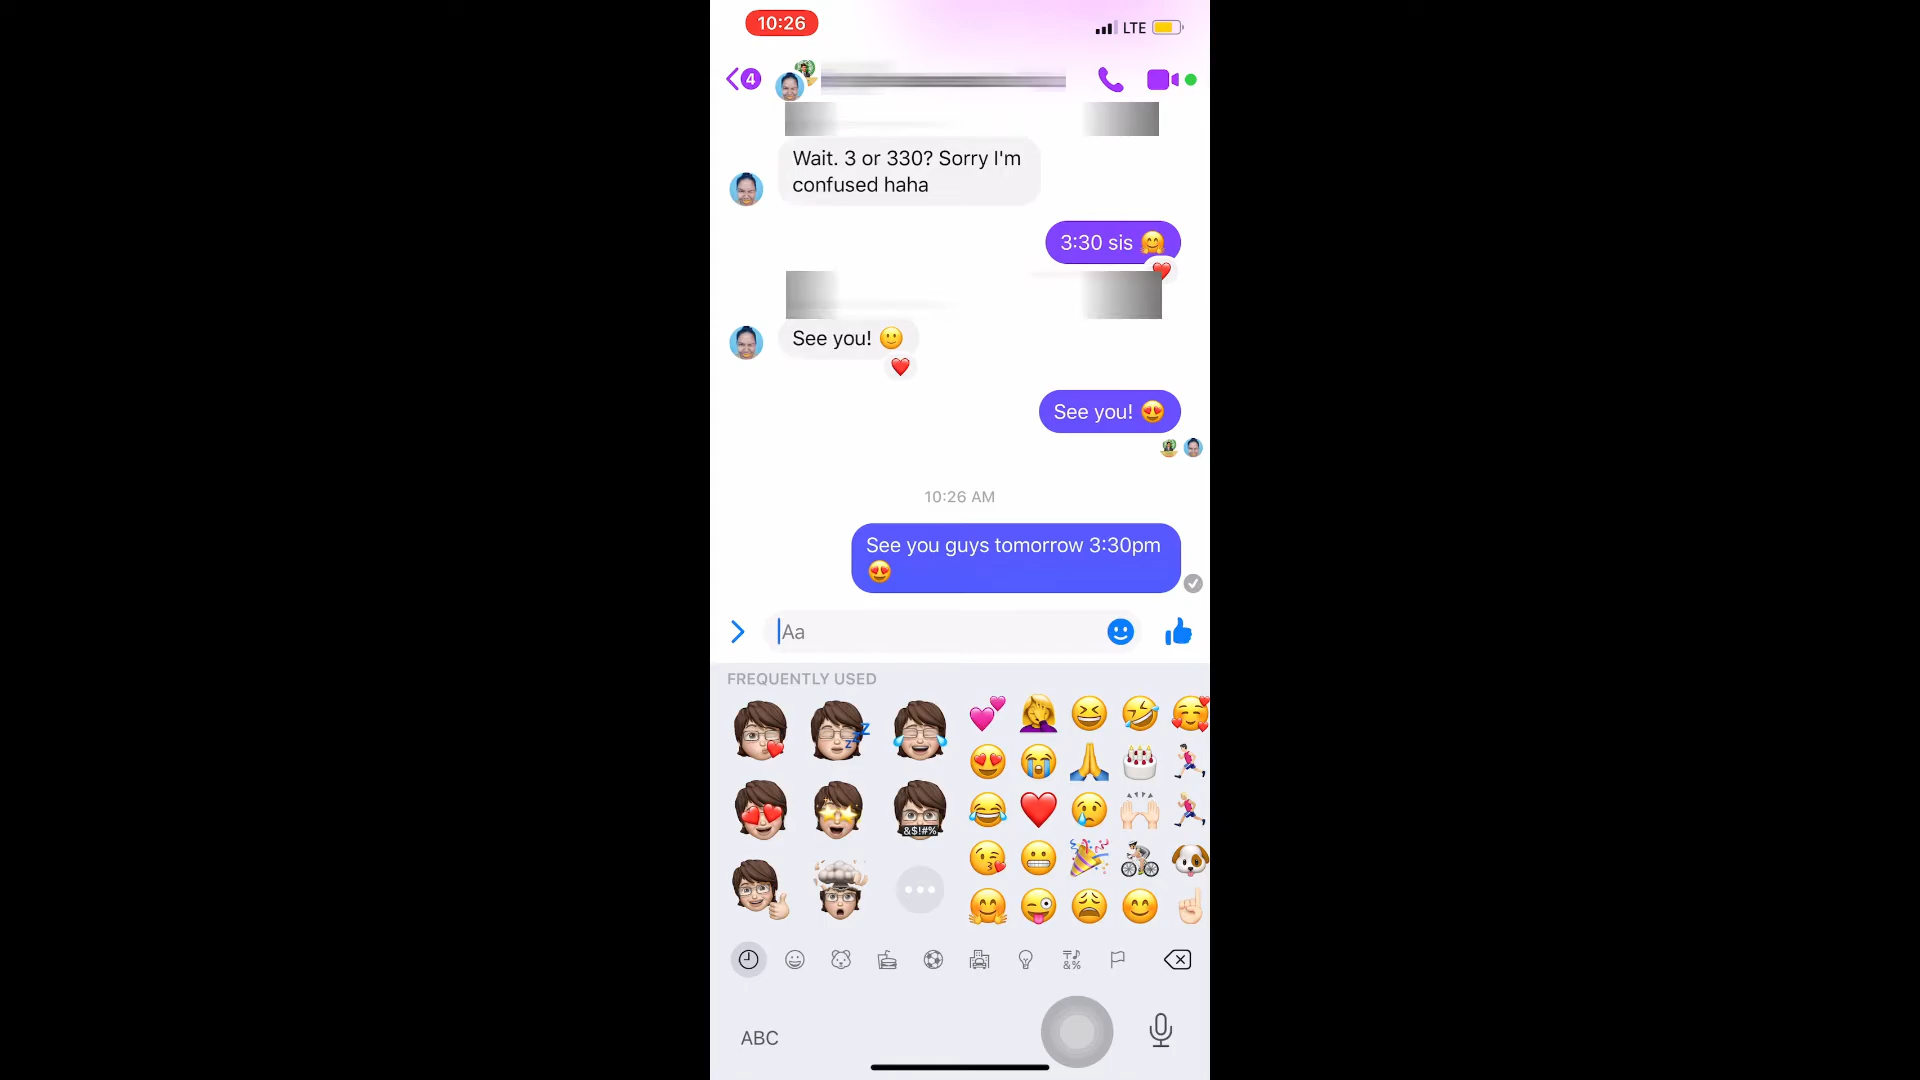 10:26
LTE
4
Wait. 3 or 330? Sorry I'm
confused haha
3:30 sis 🤗
See you! 🙂
See you! 😍
10:26 AM
See you guys tomorrow 3:30pm
😍
Aa
FREQUENTLY USED
&$!#%
ABC